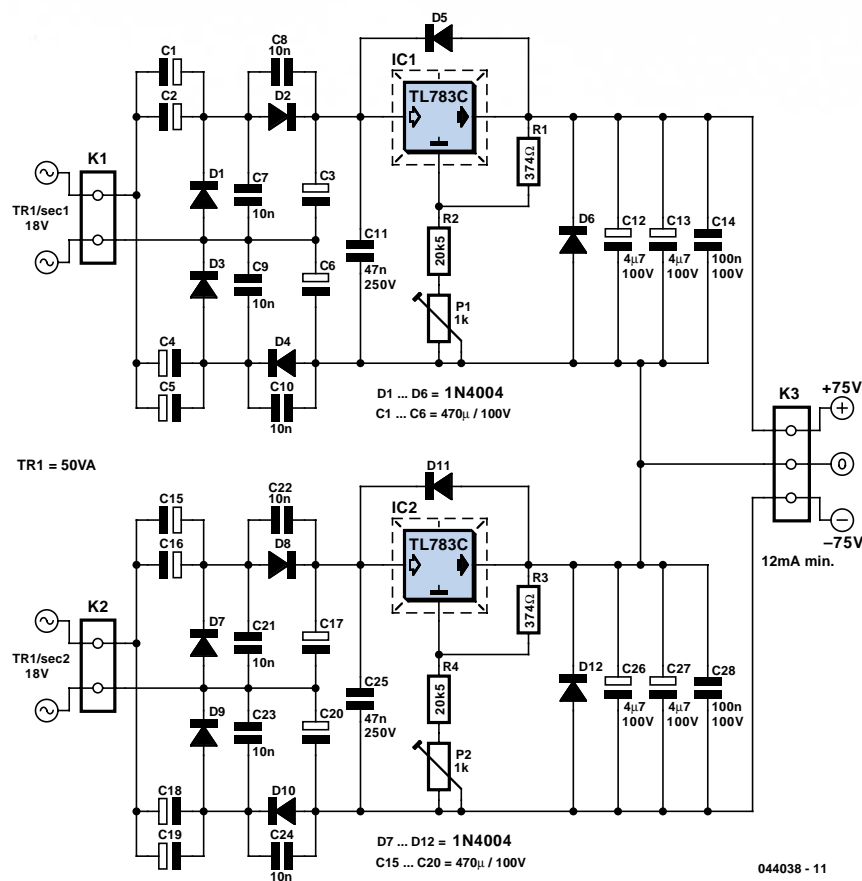 D5
C1
C8
10n
IC1
C2
D2
TL783C
R1
374Ω
K1
D1
C7
10n
C3
TR1/sec1
18V
R2
20k5
D6
C12
4µ7
100V
C13
4µ7
100V
C14
100n
100V
C11
47n
250V
D3
C9
10n
C6
P1
1k
C4
D4
C5
C10
10n
D1 ... D6 = 1N4004
C1 ... C6 = 470µ / 100V
K3
+75V
0
–75V
12mA min.
TR1 = 50VA
D11
C15
C22
10n
IC2
C16
D8
TL783C
R3
374Ω
K2
D7
C21
10n
C17
TR1/sec2
18V
R4
20k5
D12
C26
4µ7
100V
C27
4µ7
100V
C28
100n
100V
C25
47n
250V
D9
C23
10n
C20
P2
1k
C18
D10
C19
C24
10n
D7 ... D12 = 1N4004
C15 ... C20 = 470µ / 100V
044038 - 11